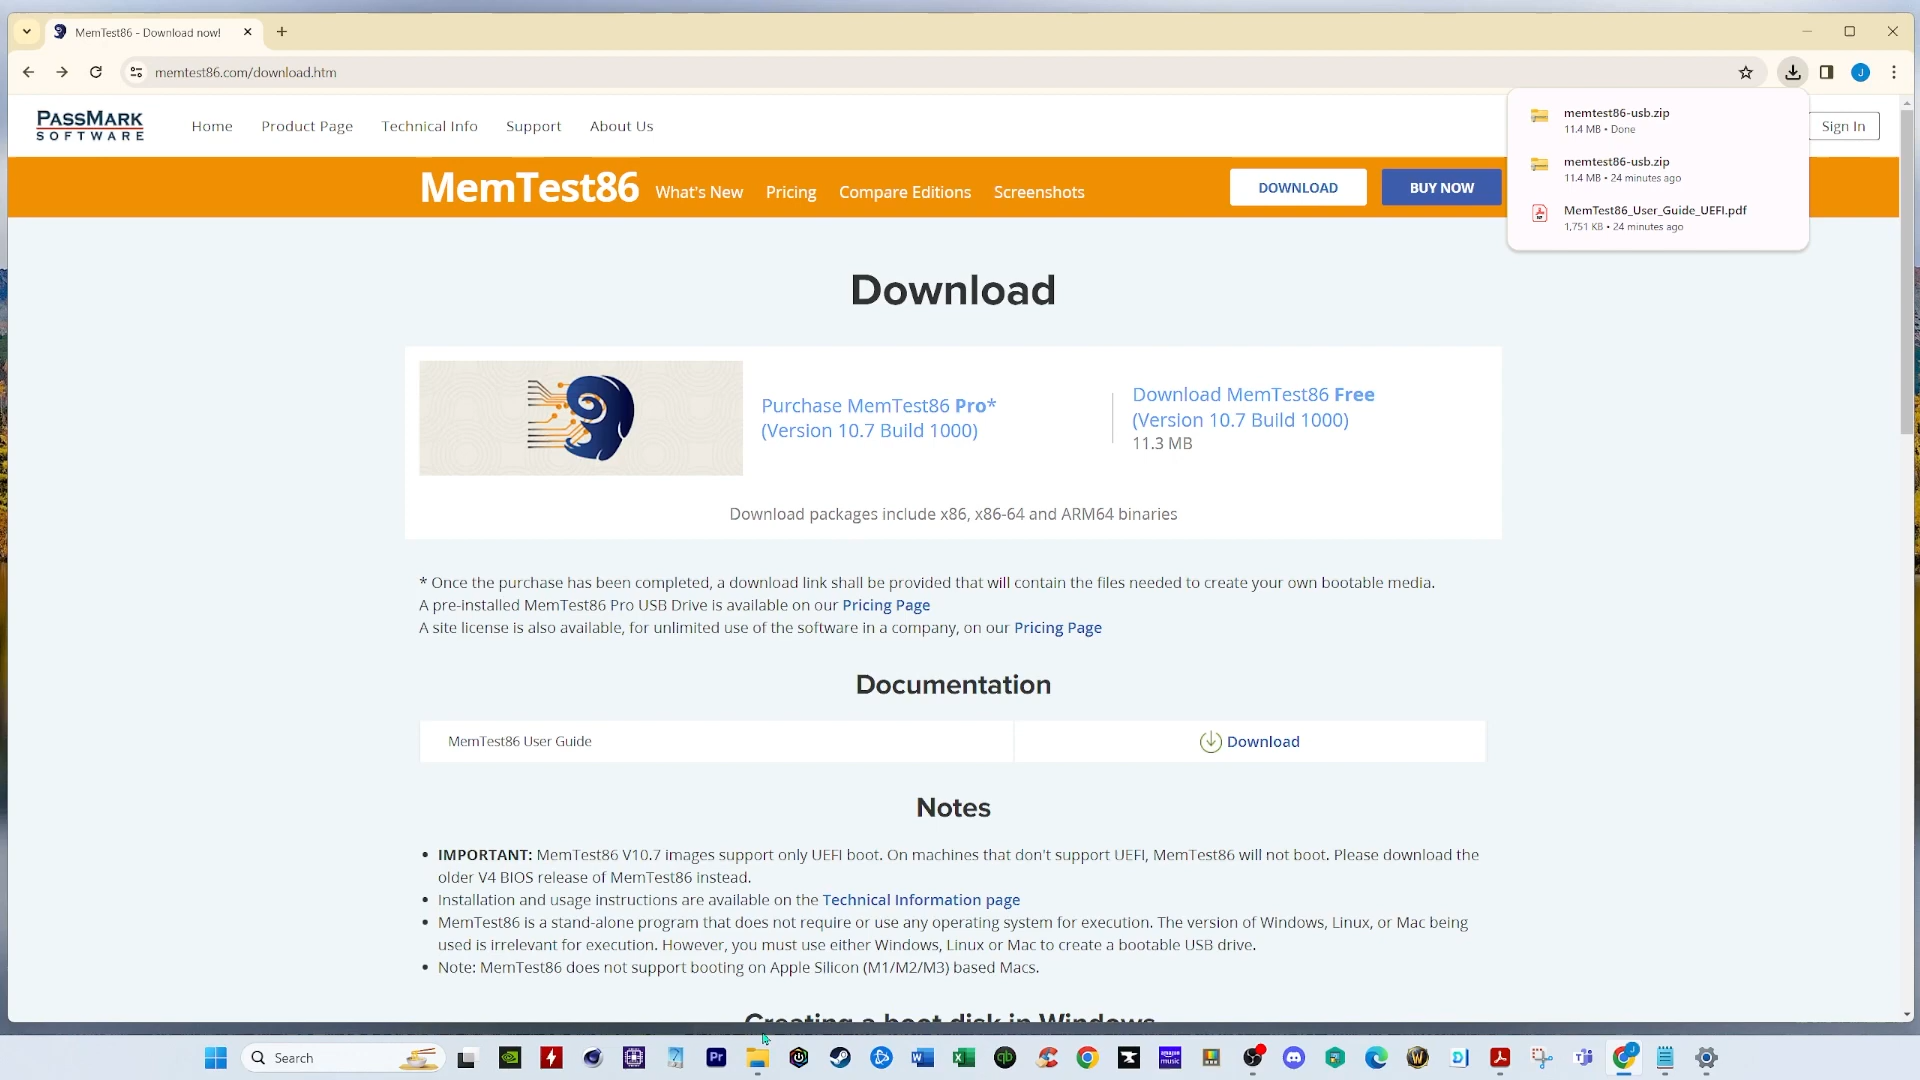 MemTest86 - Download now!
memtest86.com/download.htm
J
memtest86-usb.zip
11.4 MB • Done
memtest86-usb.zip
11.4 MB • 24 minutes ago
MemTest86_User_Guide_UEFI.pdf
1,751 KB • 24 minutes ago
PASSMARK
SOFTWARE
Home
Product Page
Technical Info
Support
About Us
Sign In
MemTest86
What's New
Pricing
Compare Editions
Screenshots
DOWNLOAD
BUY NOW
Download
Purchase MemTest86 Pro*
(Version 10.7 Build 1000)
Download MemTest86 Free
(Version 10.7 Build 1000)
11.3 MB
Download packages include x86, x86-64 and ARM64 binaries
* Once the purchase has been completed, a download link shall be provided that will contain the files needed to create your own bootable media.
A pre-installed MemTest86 Pro USB Drive is available on our Pricing Page
A site license is also available, for unlimited use of the software in a company, on our Pricing Page
Documentation
MemTest86 User Guide
Download
Notes
• IMPORTANT: MemTest86 V10.7 images support only UEFI boot. On machines that don't support UEFI, MemTest86 will not boot. Please download the
older V4 BIOS release of MemTest86 instead.
• Installation and usage instructions are available on the Technical Information page
• MemTest86 is a stand-alone program that does not require or use any operating system for execution. The version of Windows, Linux, or Mac being
used is irrelevant for execution. However, you must use either Windows, Linux or Mac to create a bootable USB drive.
• Note: MemTest86 does not support booting on Apple Silicon (M1/M2/M3) based Macs.
Creating a boot disk in Windows
Search
Pr
qb
amazon music